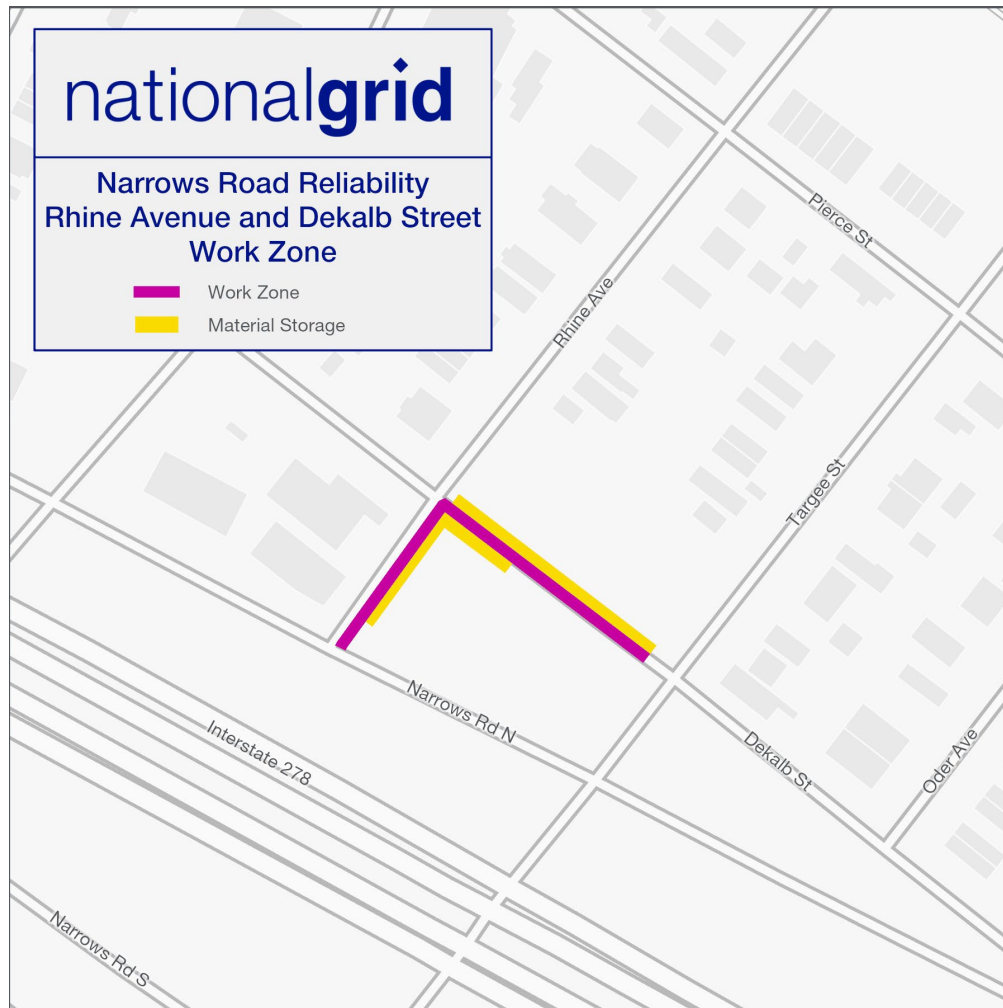 nationalgrid
Narrows Road Reliability
Rhine Avenue and Dekalb Street
Work Zone
Work Zone
Material Storage
Pierce St
Rhine Ave
Targee St
Narrows Rd N
Interstate 278
Dekalb St
Oder Ave
Narrows Rd S